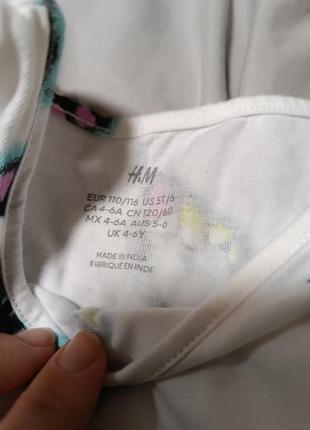 H&M
EUR 110/116 US 5T/6
CA 4-6A CN 120/60
MX 4-6A AUS 5-6
UK 4-6Y
MADE IN INDIA
FABRIQUÉ EN INDE